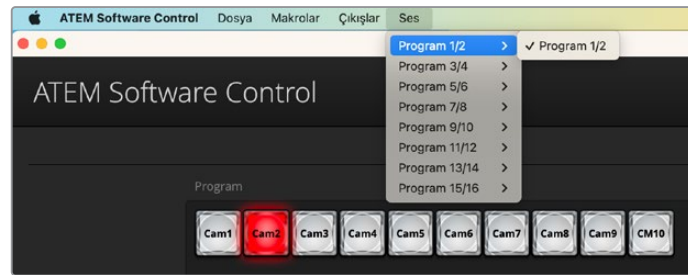 ATEM Software Control Dosya Makrolar Çıkışlar Ses
Program 1/2 > ✓ Program 1/2
Program 3/4 >
Program 5/6 >
Program 7/8 >
Program 9/10 >
Program 11/12 >
Program 13/14 >
Program 15/16 >
ATEM Software Control
Program
Cam1 Cam2 Cam3 Cam4 Cam5 Cam6 Cam7 Cam8 Cam9 CM10